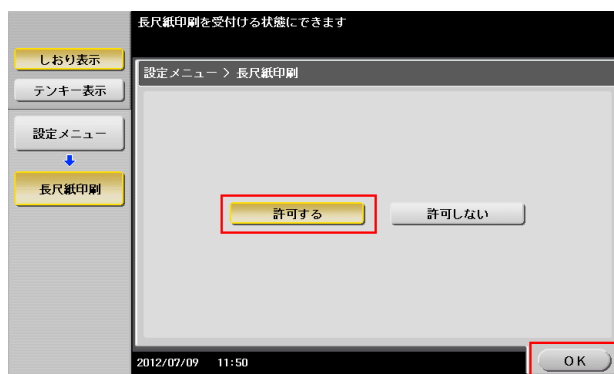 長尺紙印刷を受付ける状態にできます
しおり表示
テンキー表示
設定メニュー
長尺紙印刷
設定メニュー > 長尺紙印刷
許可する
許可しない
2012/07/09 11:50
OK